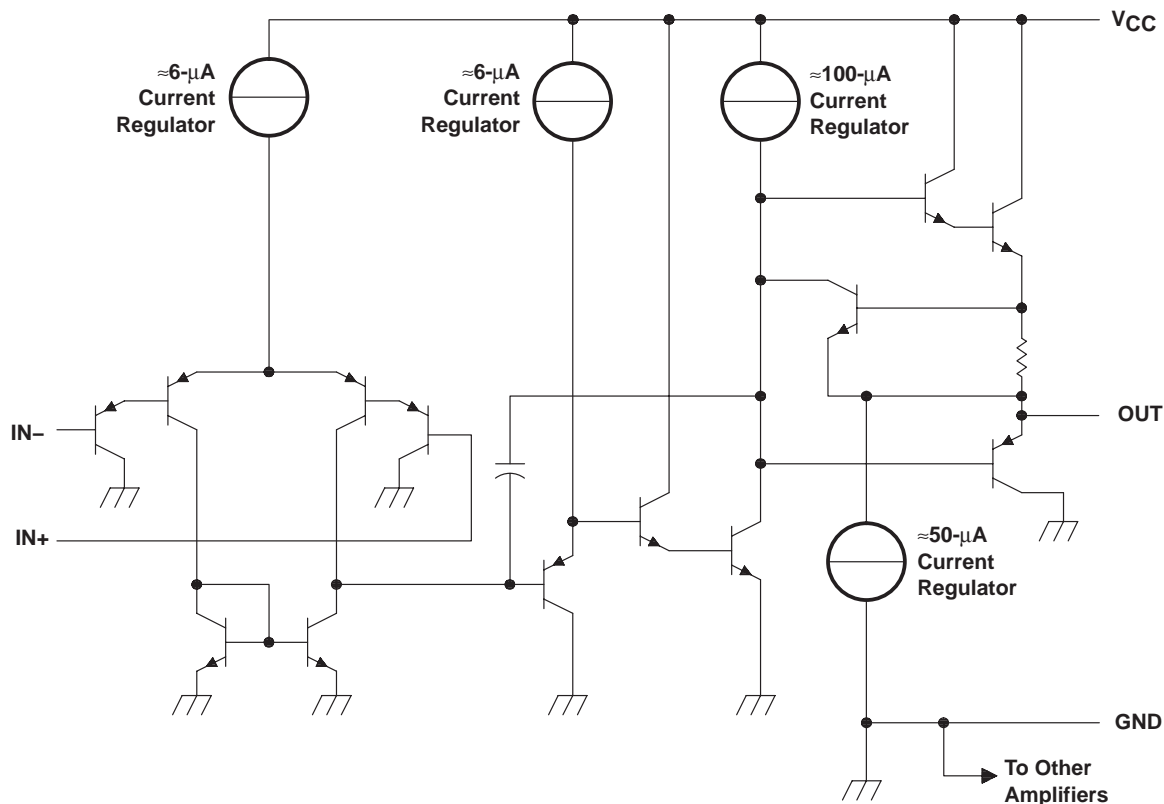 VCC
≈6-μA
Current
Regulator
≈6-μA
Current
Regulator
≈100-μA
Current
Regulator
IN−
OUT
IN+
≈50-μA
Current
Regulator
GND
To Other
Amplifiers